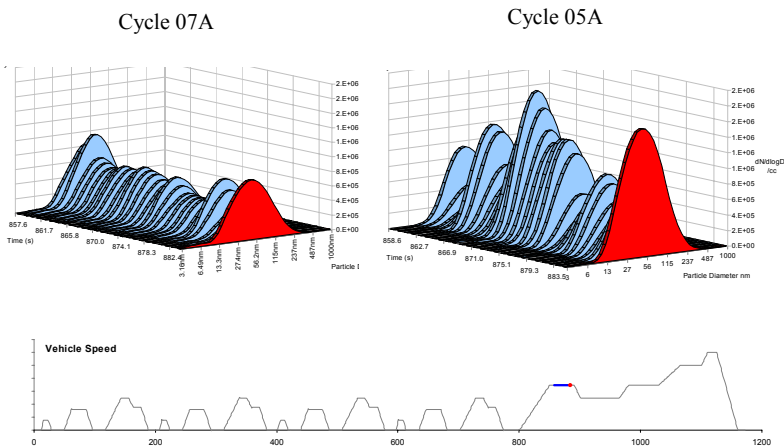 Cycle 07A
Cycle 05A
2.E+06
2.E+06
1.E+06
1.E+06
1.E+06
8.E+05
6.E+05
4.E+05
2.E+05
0.E+00
857.6
861.7
865.8
870.0
874.1
878.3
882.4
Time (s)
3.16nm
6.49nm
13.3nm
27.4nm
56.2nm
115nm
237nm
487nm
1000nm
Particle D
2.E+06
2.E+06
1.E+06
1.E+06
1.E+06
8.E+05
6.E+05
4.E+05
2.E+05
0.E+00
dN/dlogD
/cc
858.6
862.7
866.9
871.0
875.1
879.3
883.5
Time (s)
3
6
13
27
56
115
237
487
1000
Particle Diameter nm
Vehicle Speed
0
200
400
600
800
1000
1200